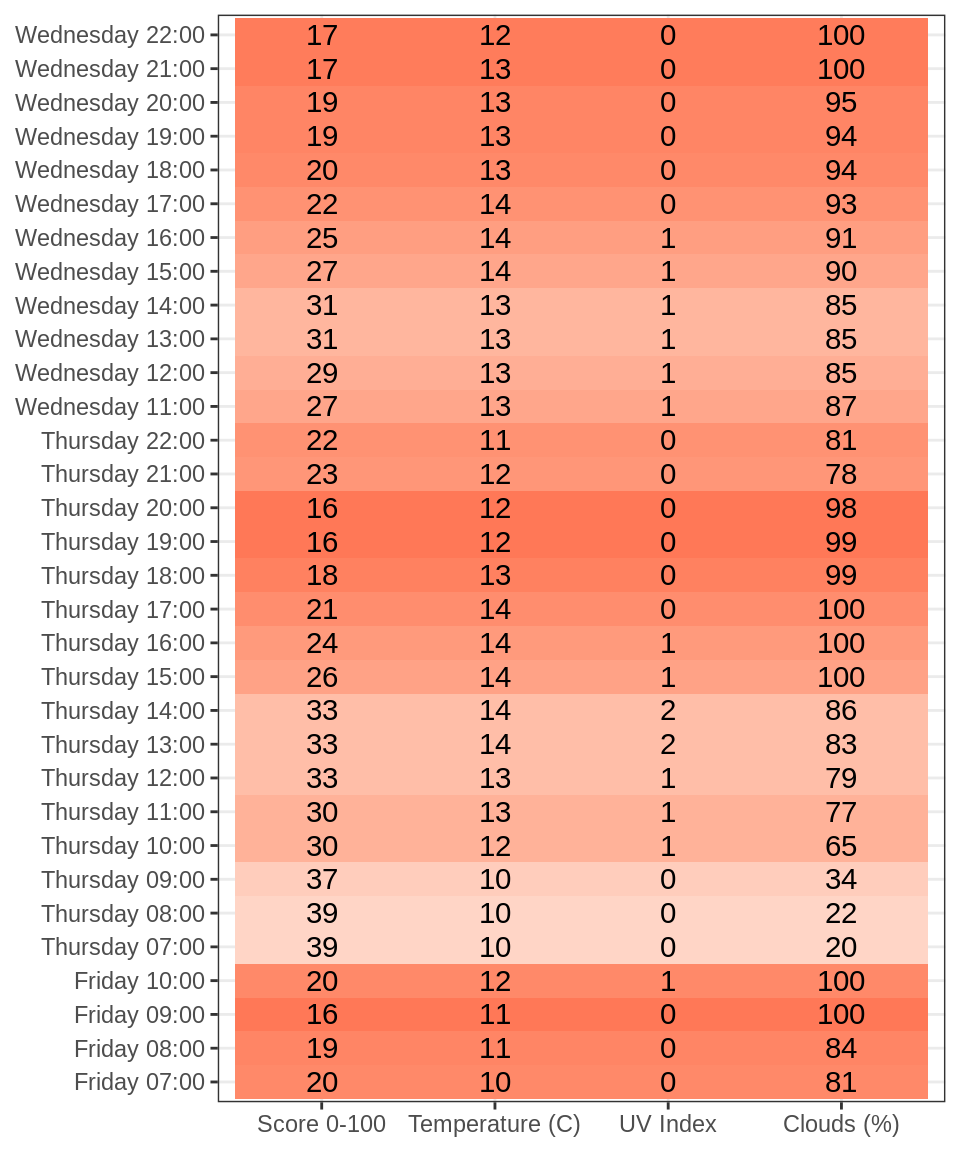 Wednesday 22:00 17 12 0 100
Wednesday 21:00 17 13 0 100
Wednesday 20:00 19 13 0 95
Wednesday 19:00 19 13 0 94
Wednesday 18:00 20 13 0 94
Wednesday 17:00 22 14 0 93
Wednesday 16:00 25 14 1 91
Wednesday 15:00 27 14 1 90
Wednesday 14:00 31 13 1 85
Wednesday 13:00 31 13 1 85
Wednesday 12:00 29 13 1 85
Wednesday 11:00 27 13 1 87
Thursday 22:00 22 11 0 81
Thursday 21:00 23 12 0 78
Thursday 20:00 16 12 0 98
Thursday 19:00 16 12 0 99
Thursday 18:00 18 13 0 99
Thursday 17:00 21 14 0 100
Thursday 16:00 24 14 1 100
Thursday 15:00 26 14 1 100
Thursday 14:00 33 14 2 86
Thursday 13:00 33 14 2 83
Thursday 12:00 33 13 1 79
Thursday 11:00 30 13 1 77
Thursday 10:00 30 12 1 65
Thursday 09:00 37 10 0 34
Thursday 08:00 39 10 0 22
Thursday 07:00 39 10 0 20
Friday 10:00 20 12 1 100
Friday 09:00 16 11 0 100
Friday 08:00 19 11 0 84
Friday 07:00 20 10 0 81
Score 0-100 Temperature (C) UV Index Clouds (%)